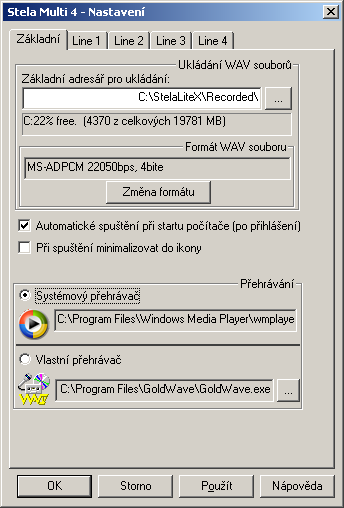 Stela Multi 4 - Nastavení
Základní
Line 1
Line 2
Line 3
Line 4
Ukládání WAV souborů
Základní adresář pro ukládání:
C:\StelaLiteX\Recorded\
...
C:22% free. (4370 z celkových 19781 MB)
Formát WAV souboru
MS-ADPCM 22050bps, 4bite
Změna formátu
Automatické spuštění při startu počítače (po přihlášení)
Při spuštění minimalizovat do ikony
Přehrávání
Systémový přehrávač
C:\Program Files\Windows Media Player\wmplaye
Vlastní přehrávač
WAV
C:\Program Files\GoldWave\GoldWave.exe
...
OK
Storno
Použít
Nápověda